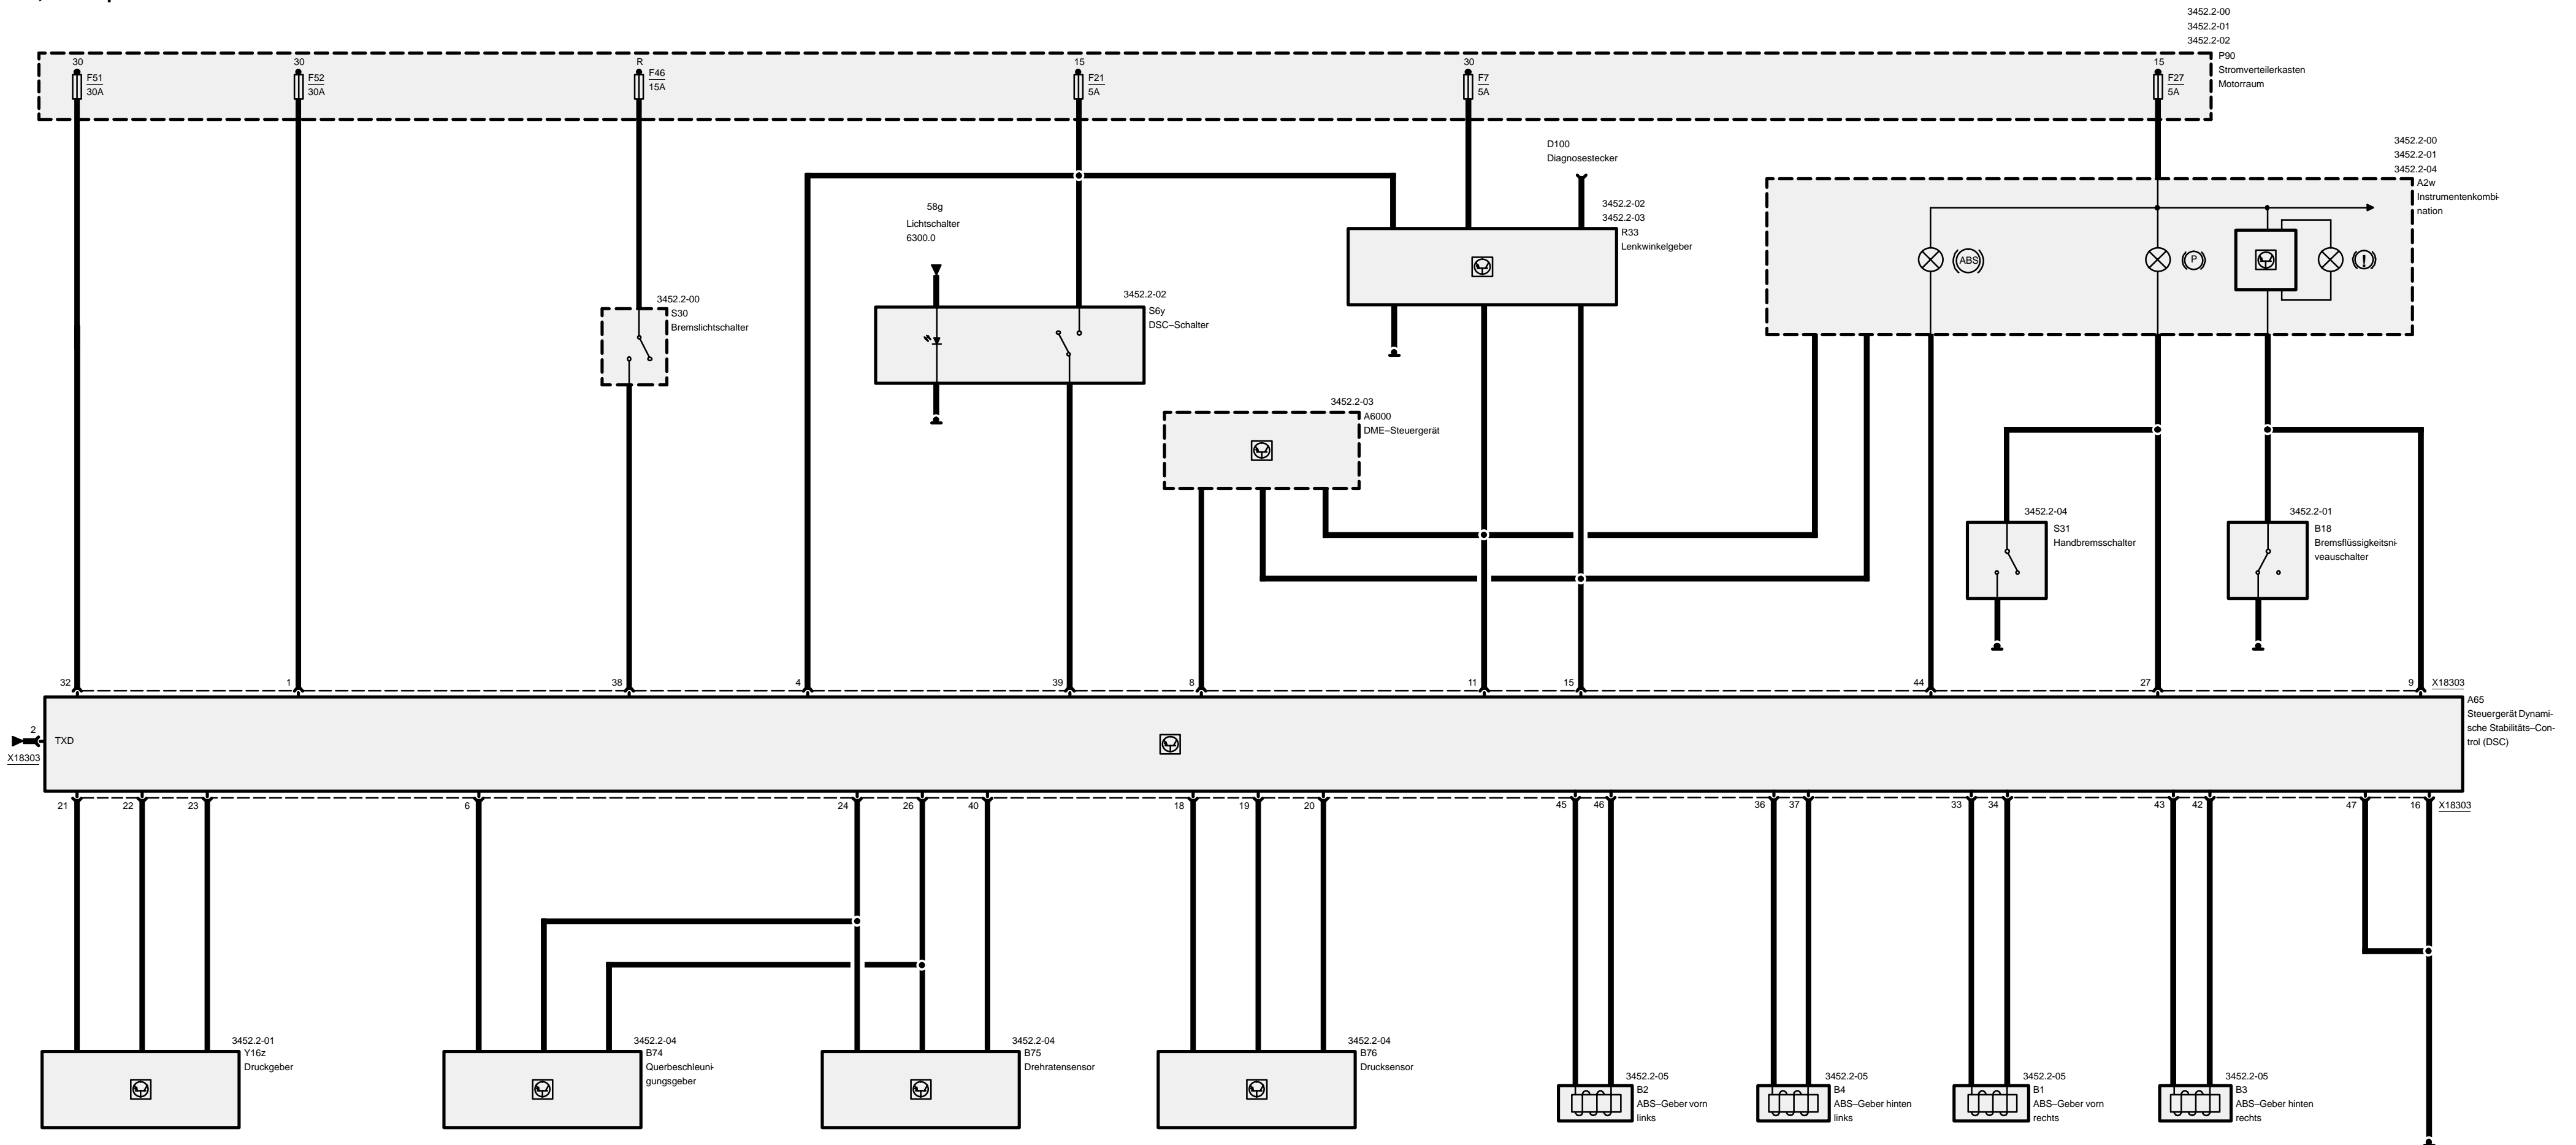 3452.2-00
3452.2-01
3452.2-02
P90
Stromverteilerkasten
Motorraum
30
F51
30A
30
F52
30A
R
F46
15A
15
F21
5A
30
F7
5A
15
F27
5A
D100
Diagnosestecker
3452.2-00
3452.2-01
3452.2-04
A2w
Instrumentenkombi-
nation
58g
Lichtschalter
6300.0
3452.2-02
3452.2-03
R33
Lenkwinkelgeber
ABS
P
!
3452.2-00
S30
Bremslichtschalter
3452.2-02
S6y
DSC–Schalter
3452.2-03
A6000
DME–Steuergerät
3452.2-04
S31
Handbremsschalter
3452.2-01
B18
Bremsflüssigkeitsni-
veauschalter
32
1
38
4
39
8
11
15
44
27
9
X18303
A65
Steuergerät Dynami-
sche Stabilitäts–Con-
trol (DSC)
2
TXD
X18303
21
22
23
6
24
26
40
18
19
20
45
46
36
37
33
34
43
42
47
16
X18303
3452.2-01
Y16z
Druckgeber
3452.2-04
B74
Querbeschleuni-
gungsgeber
3452.2-04
B75
Drehratensensor
3452.2-04
B76
Drucksensor
3452.2-05
B2
ABS–Geber vorn
links
3452.2-05
B4
ABS–Geber hinten
links
3452.2-05
B1
ABS–Geber vorn
rechts
3452.2-05
B3
ABS–Geber hinten
rechts